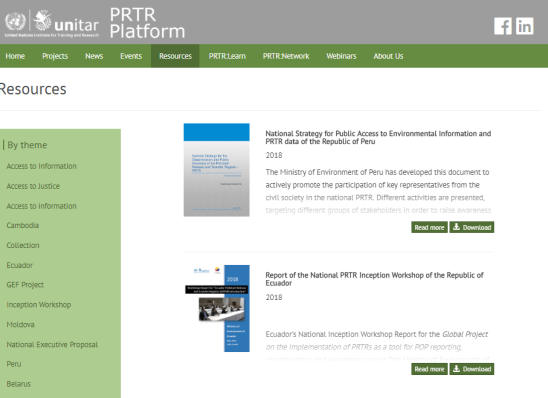 unitar
United Nations Institute for Training and Research
PRTR
Platform
Home Projects News Events Resources PRTR:Learn PRTR:Network Webinars About Us
Resources
By theme
Access to Information
Access to Justice
Access to information
Cambodia
Collection
Ecuador
GEF Project
Inception Workshop
Moldova
National Executive Proposal
Peru
Belarus
National Strategy for Public Access to Environmental Information and
PRTR data of the Republic of Peru
2018
The Ministry of Environment of Peru has developed this document to
actively promote the participation of key representatives from the
civil society in the national PRTR. Different activities are presented,
targeting different groups of stakeholders in order to raise awareness
Read more Download
2018
Report of the National PRTR Inception Workshop of the Republic of
Ecuador
2018
Ecuador's National Inception Workshop Report for the Global Project
on the Implementation of PRTRs as a tool for POP reporting,
Read more Download